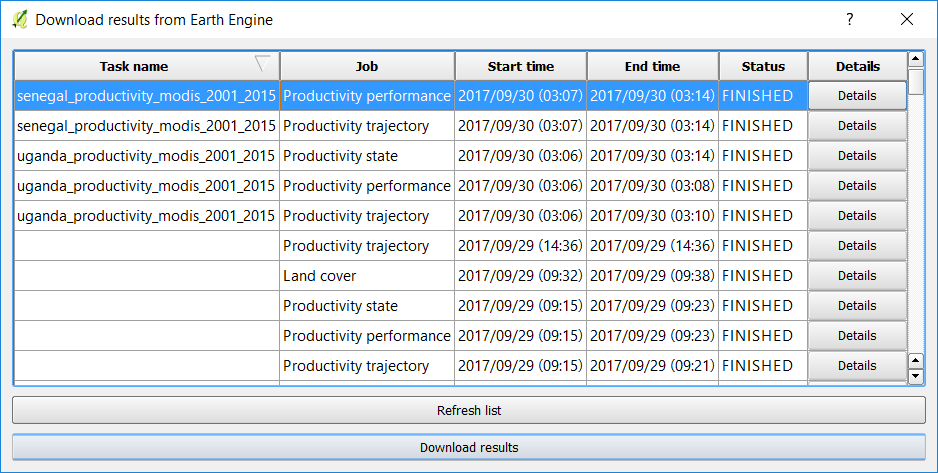 Download results from Earth Engine ?
Task name Job Start time End time Status Details
senegal_productivity_modis_2001_2015 Productivity performance 2017/09/30 (03:07) 2017/09/30 (03:14) FINISHED Details
senegal_productivity_modis_2001_2015 Productivity trajectory 2017/09/30 (03:07) 2017/09/30 (03:14) FINISHED Details
uganda_productivity_modis_2001_2015 Productivity state 2017/09/30 (03:06) 2017/09/30 (03:14) FINISHED Details
uganda_productivity_modis_2001_2015 Productivity performance 2017/09/30 (03:06) 2017/09/30 (03:08) FINISHED Details
uganda_productivity_modis_2001_2015 Productivity trajectory 2017/09/30 (03:06) 2017/09/30 (03:10) FINISHED Details
Productivity trajectory 2017/09/29 (14:36) 2017/09/29 (14:36) FINISHED Details
Land cover 2017/09/29 (09:32) 2017/09/29 (09:38) FINISHED Details
Productivity state 2017/09/29 (09:15) 2017/09/29 (09:23) FINISHED Details
Productivity performance 2017/09/29 (09:15) 2017/09/29 (09:23) FINISHED Details
Productivity trajectory 2017/09/29 (09:15) 2017/09/29 (09:21) FINISHED Details
Refresh list
Download results